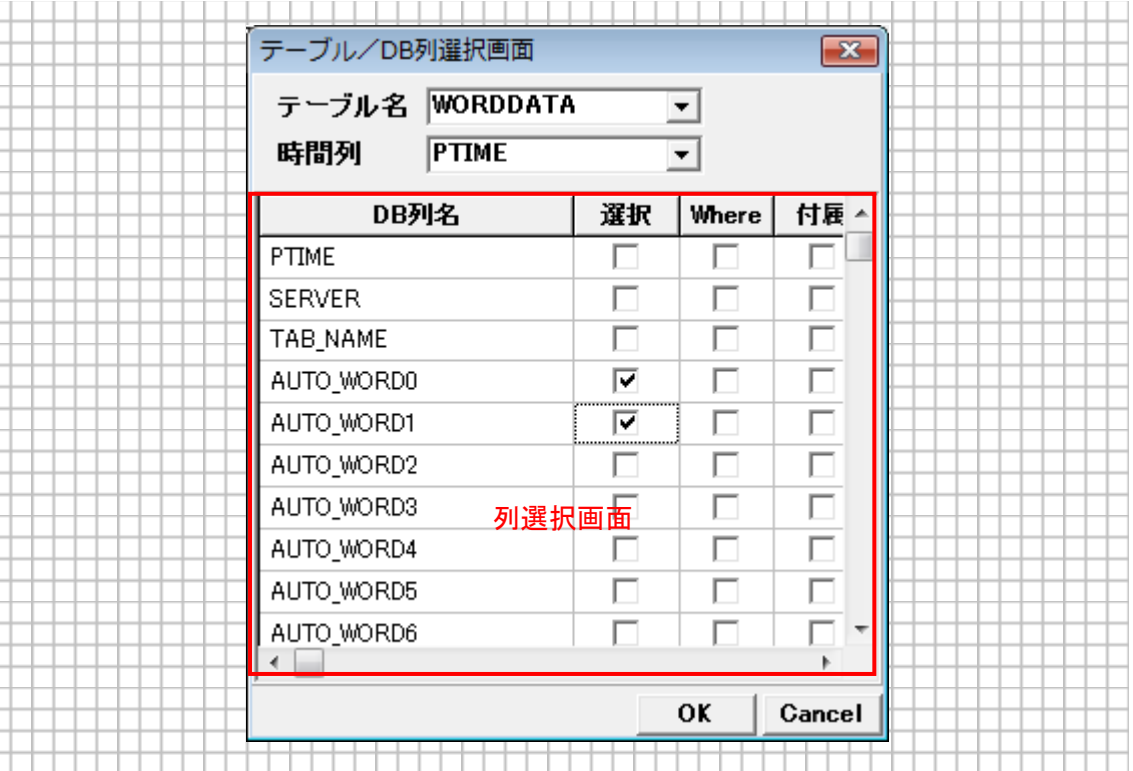 テーブル／DB列選択画面
テーブル名 WORDDATA
時間列 PTIME
DB列名 選択 Where 付属
PTIME
SERVER
TAB_NAME
AUTO_WORD0
AUTO_WORD1
AUTO_WORD2
AUTO_WORD3
列選択画面
AUTO_WORD4
AUTO_WORD5
AUTO_WORD6
OK Cancel